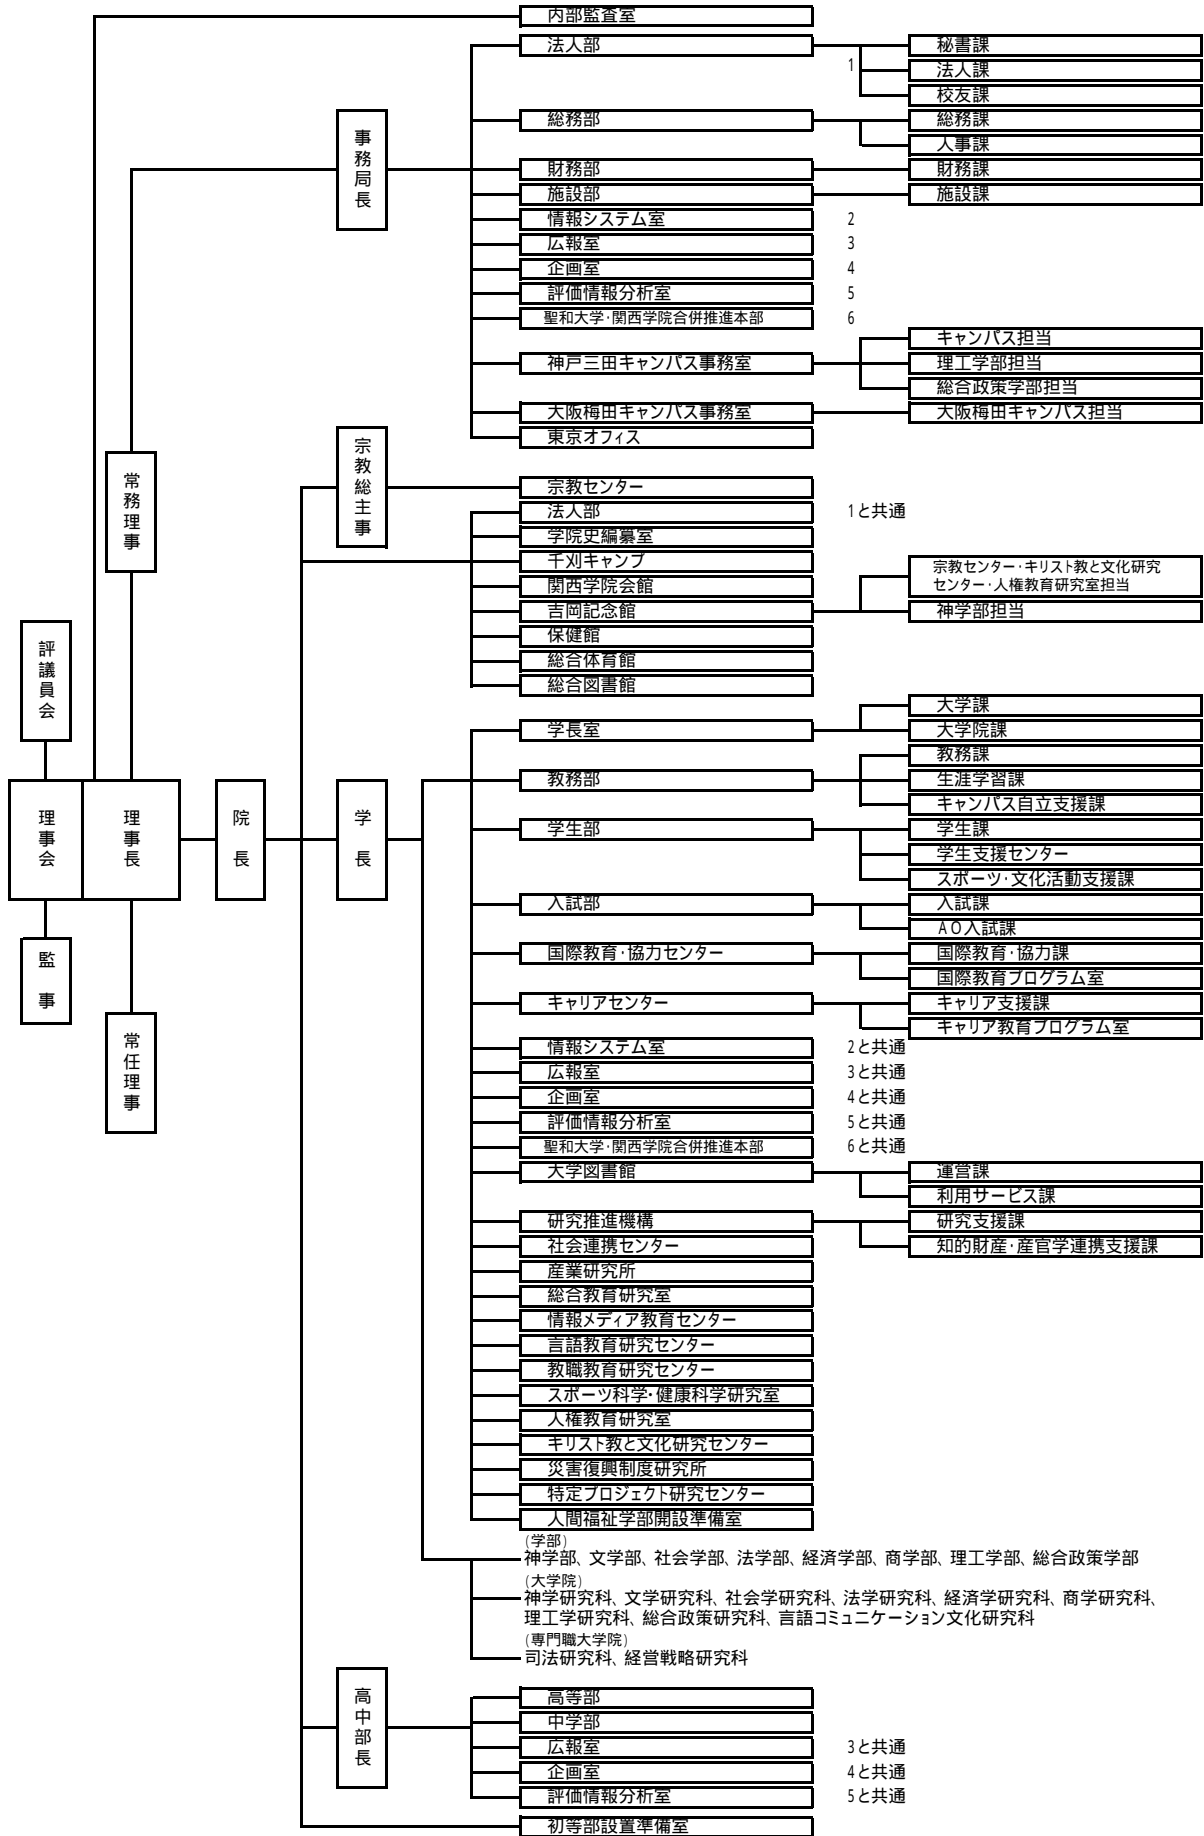 内部監査室
法人部
1
秘書課
法人課
校友課
事務局長
総務部
総務課
人事課
財務部
財務課
施設部
施設課
情報システム室 2
広報室 3
企画室 4
評価情報分析室 5
聖和大学・関西学院合併推進本部 6
神戸三田キャンパス事務室
キャンパス担当
理工学部担当
総合政策学部担当
大阪梅田キャンパス事務室
大阪梅田キャンパス担当
東京オフィス
常務理事
宗教総主事
宗教センター
法人部 1と共通
学院史編纂室
千刈キャンプ
関西学院会館
吉岡記念館
宗教センター・キリスト教と文化研究
センター・人権教育研究室担当
神学部担当
保健館
総合体育館
総合図書館
評議員会
理事会
理事長
院長
学長
監事
常任理事
学長室
大学課
大学院課
教務部
教務課
生涯学習課
キャンパス自立支援課
学生部
学生課
学生支援センター
スポーツ・文化活動支援課
入試部
入試課
AO入試課
国際教育・協力センター
国際教育・協力課
国際教育プログラム室
キャリアセンター
キャリア支援課
キャリア教育プログラム室
情報システム室 2と共通
広報室 3と共通
企画室 4と共通
評価情報分析室 5と共通
聖和大学・関西学院合併推進本部 6と共通
大学図書館
運営課
利用サービス課
研究推進機構
研究支援課
知的財産・産官学連携支援課
社会連携センター
産業研究所
総合教育研究室
情報メディア教育センター
言語教育研究センター
教職教育研究センター
スポーツ科学・健康科学研究室
人権教育研究室
キリスト教と文化研究センター
災害復興制度研究所
特定プロジェクト研究センター
人間福祉学部開設準備室
(学部)
神学部、文学部、社会学部、法学部、経済学部、商学部、理工学部、総合政策学部
(大学院)
神学研究科、文学研究科、社会学研究科、法学研究科、経済学研究科、商学研究科、
理工学研究科、総合政策研究科、言語コミュニケーション文化研究科
(専門職大学院)
司法研究科、経営戦略研究科
高中部長
高等部
中学部
広報室 3と共通
企画室 4と共通
評価情報分析室 5と共通
初等部設置準備室